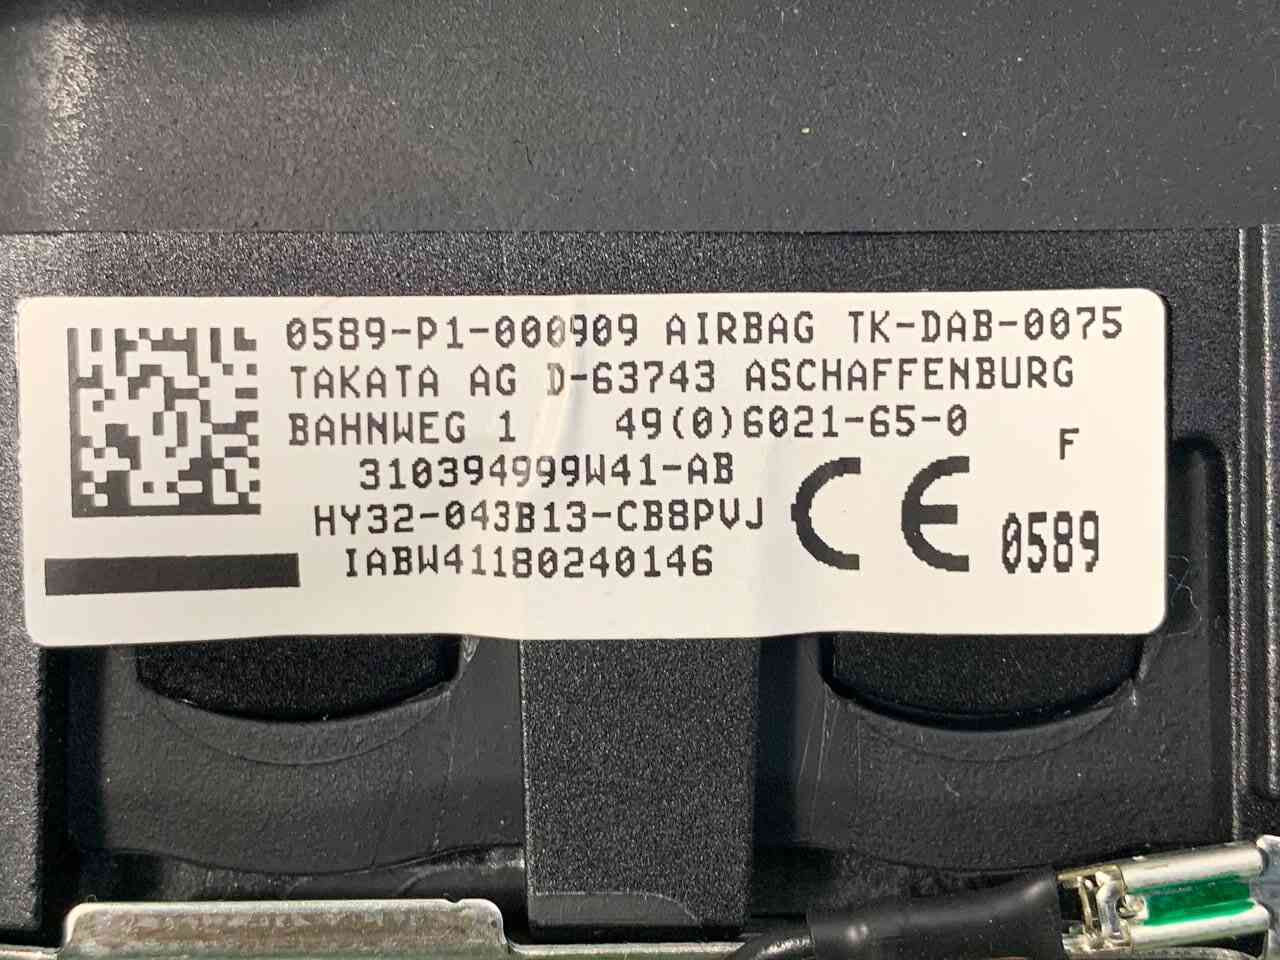 0589-P1-000909 AIRBAG TK-DAB-0075
TAKATA AG D-63743 ASCHAFFENBURG
BAHNWEG 1 49(0)6021-65-0
F
310394999W41-AB
HY32-043B13-CB8PVJ
CE 0589
IABW41180240146